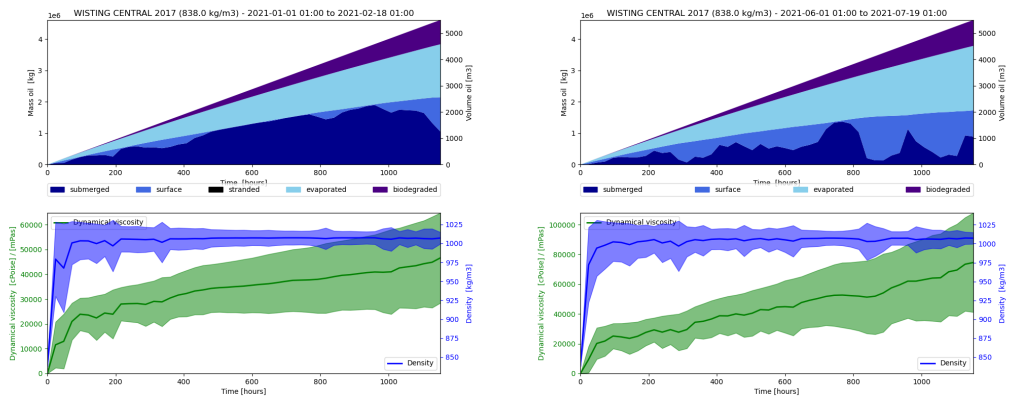 WISTING CENTRAL 2017 (838.0 kg/m3) - 2021-01-01 01:00 to 2021-02-18 01:00
1e6
Mass oil [kg]
4
3
2
1
0
5000
4000
3000
2000
1000
0
Volume oil [m3]
0 200 400 600 800 1000
Time [hours]
submerged surface stranded evaporated biodegraded
Dynamical viscosity
Dynamical viscosity [cPoise] / [mPas]
60000
50000
40000
30000
20000
10000
0
1025
1000
975
950
925
900
875
850
Density [kg/m3]
Density
0 200 400 600 800 1000
Time [hours]
WISTING CENTRAL 2017 (838.0 kg/m3) - 2021-06-01 01:00 to 2021-07-19 01:00
1e6
Mass oil [kg]
4
3
2
1
0
5000
4000
3000
2000
1000
0
Volume oil [m3]
0 200 400 600 800 1000
Time [hours]
submerged surface evaporated biodegraded
Dynamical viscosity
Dynamical viscosity [cPoise] / [mPas]
100000
80000
60000
40000
20000
0
1025
1000
975
950
925
900
875
850
Density [kg/m3]
Density
0 200 400 600 800 1000
Time [hours]